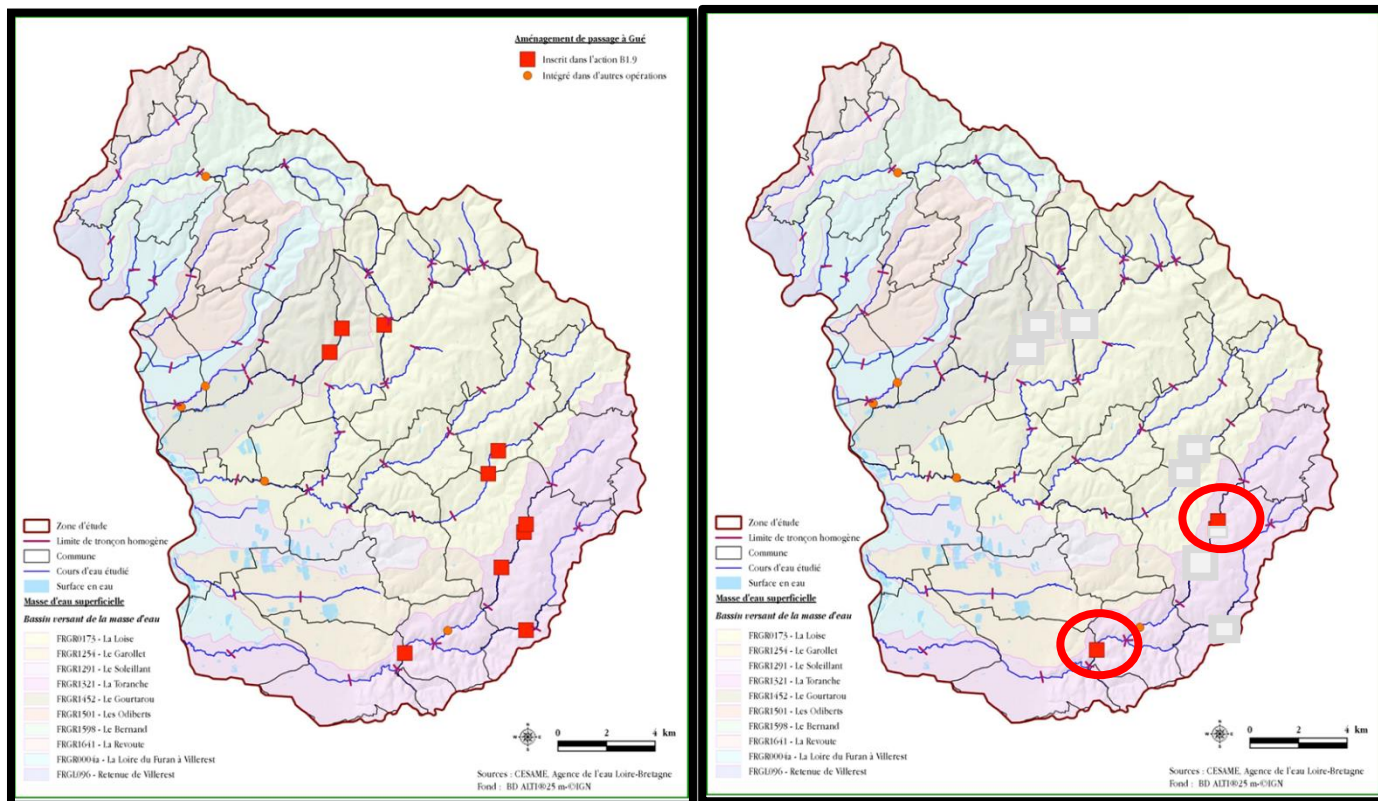 Aménagement de passage à Gué
Inscrit dans l'action B1.9
Intégré dans d'autres opérations
Zone d'étude
Limite de tronçon homogène
Commune
Cours d'eau étudié
Surface en eau
Masse d'eau superficielle
Bassin versant de la masse d'eau
FRGR0173 - La Loise
FRGR1254 - Le Garollet
FRGR1291 - Le Soleillant
FRGR1321 - La Toranche
FRGR1452 - Le Gourtarou
FRGR1501 - Les Odiberts
FRGR1598 - Le Bernand
FRGR1641 - La Revoute
FRGR0004a - La Loire du Furan à Villerest
FRGL096 - Retenue de Villerest
0 2 4 km
Sources : CESAME, Agence de l'eau Loire-Bretagne
Fond : BD ALTI®25 m-©IGN
Zone d'étude
Limite de tronçon homogène
Commune
Cours d'eau étudié
Surface en eau
Masse d'eau superficielle
Bassin versant de la masse d'eau
FRGR0173 - La Loise
FRGR1254 - Le Garollet
FRGR1291 - Le Soleillant
FRGR1321 - La Toranche
FRGR1452 - Le Gourtarou
FRGR1501 - Les Odiberts
FRGR1598 - Le Bernand
FRGR1641 - La Revoute
FRGR0004a - La Loire du Furan à Villerest
FRGL096 - Retenue de Villerest
0 2 4 km
Sources : CESAME, Agence de l'eau Loire-Bretagne
Fond : BD ALTI®25 m-©IGN